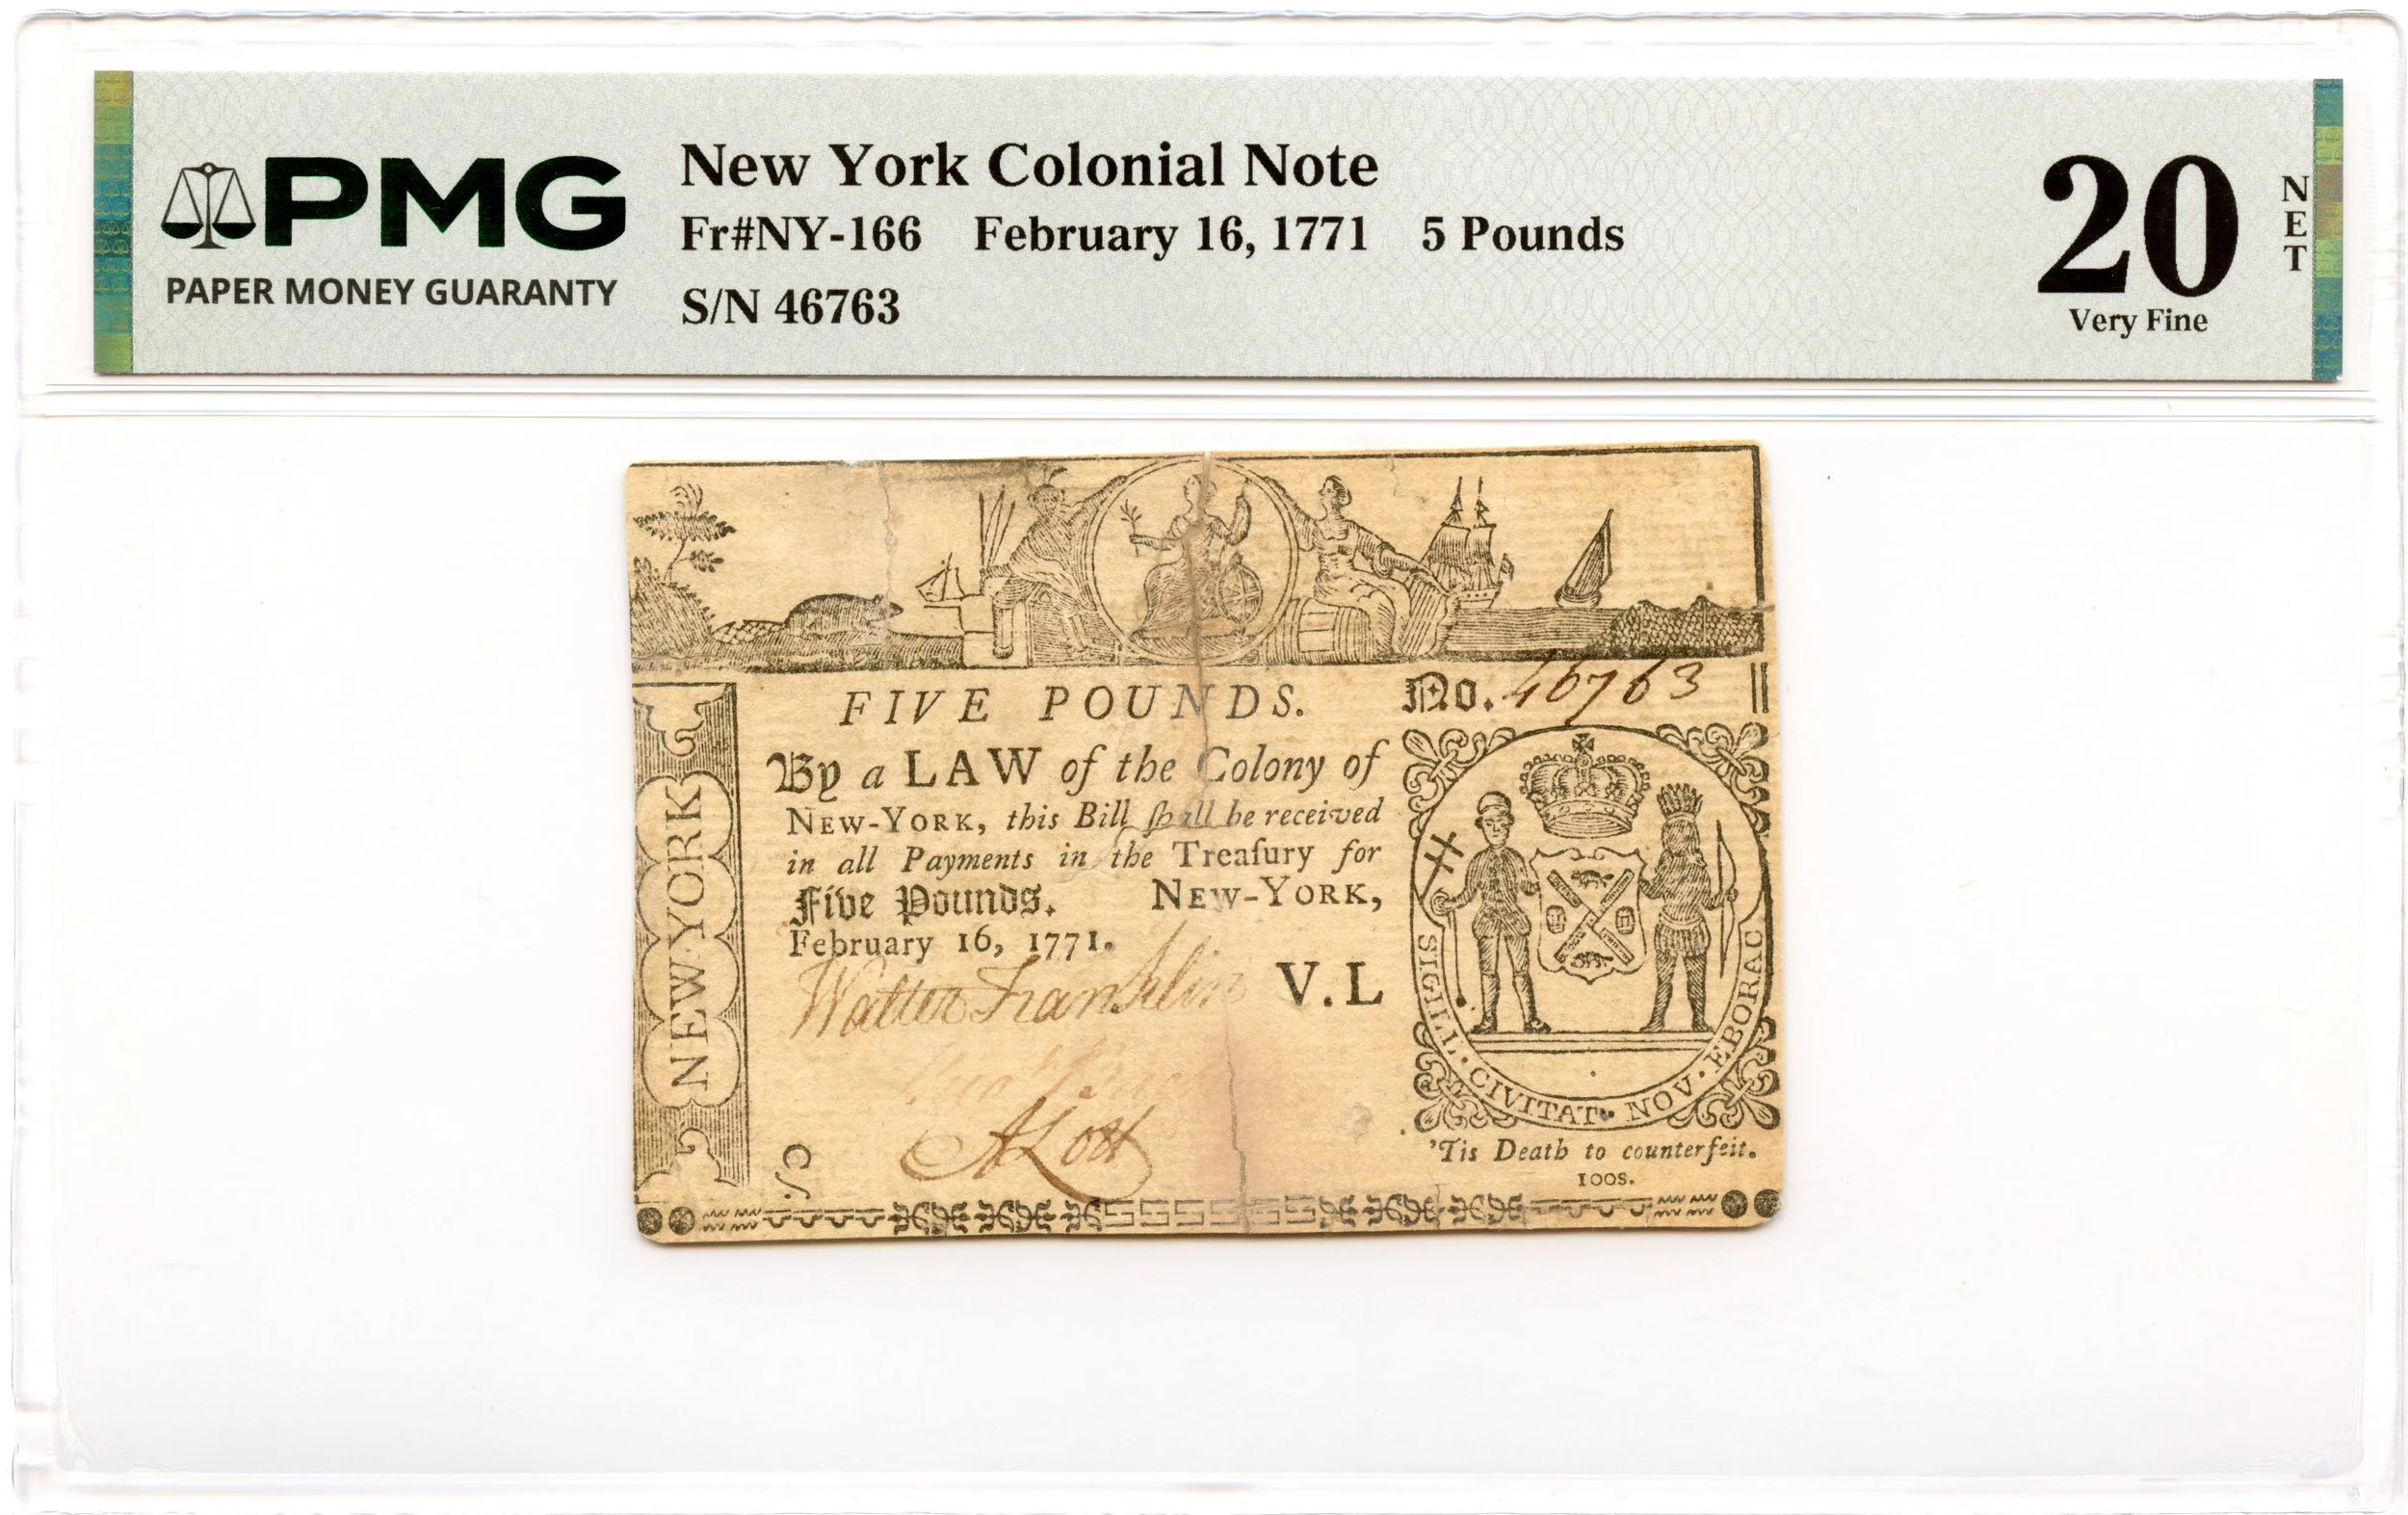 PMG
PAPER MONEY GUARANTY
New York Colonial Note
Fr#NY-166 February 16, 1771 5 Pounds
S/N 46763
20
Very Fine
NET
FIVE POUNDS. No. 46763
By a LAW of the Colony of
NEW-YORK, this Bill ſhall be received
in all Payments in the Treaſury for
Five Pounds. NEW-YORK,
February 16, 1771.
Walter Franklin
V.L
A Lott
NEW-YORK
SIGILL · CIVITAT · NOV · EBORAC
'Tis Death to counterfeit.
100s.